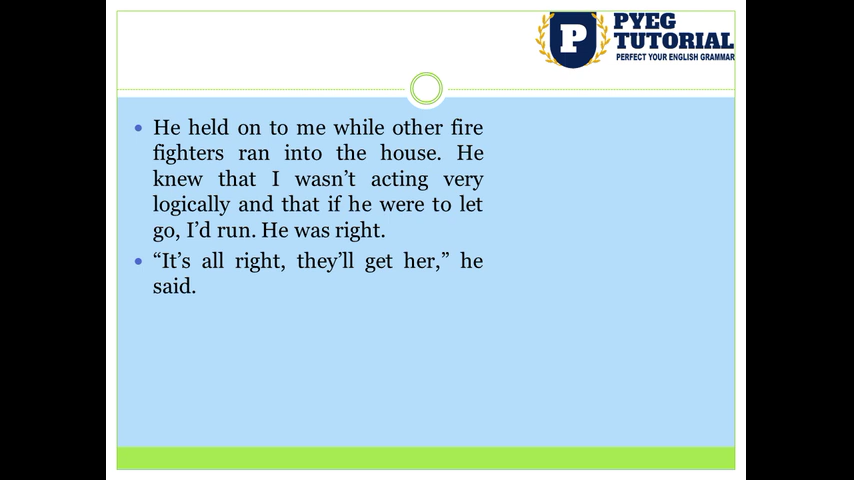 P
PYEG
TUTORIAL
PERFECT YOUR ENGLISH GRAMMAR
• He held on to me while other fire
fighters ran into the house. He
knew that I wasn’t acting very
logically and that if he were to let
go, I’d run. He was right.
• “It’s all right, they’ll get her,” he
said.